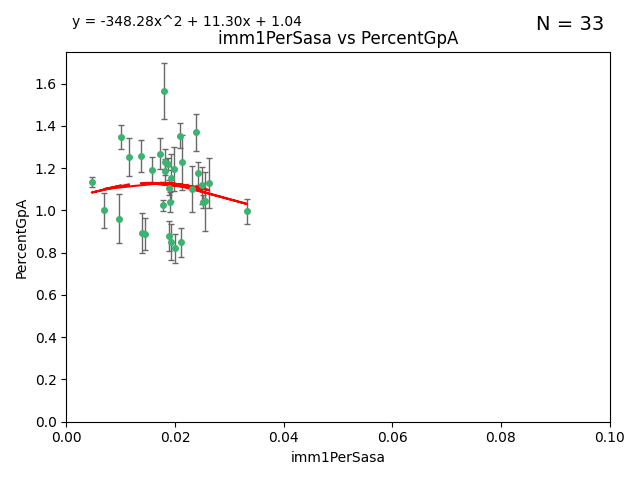 y = -348.28x^2 + 11.30x + 1.04
N = 33
imm1PerSasa vs PercentGpA
PercentGpA
1.6
1.4
1.2
1.0
0.8
0.6
0.4
0.2
0.0
0.00 0.02 0.04 0.06 0.08 0.10
imm1PerSasa